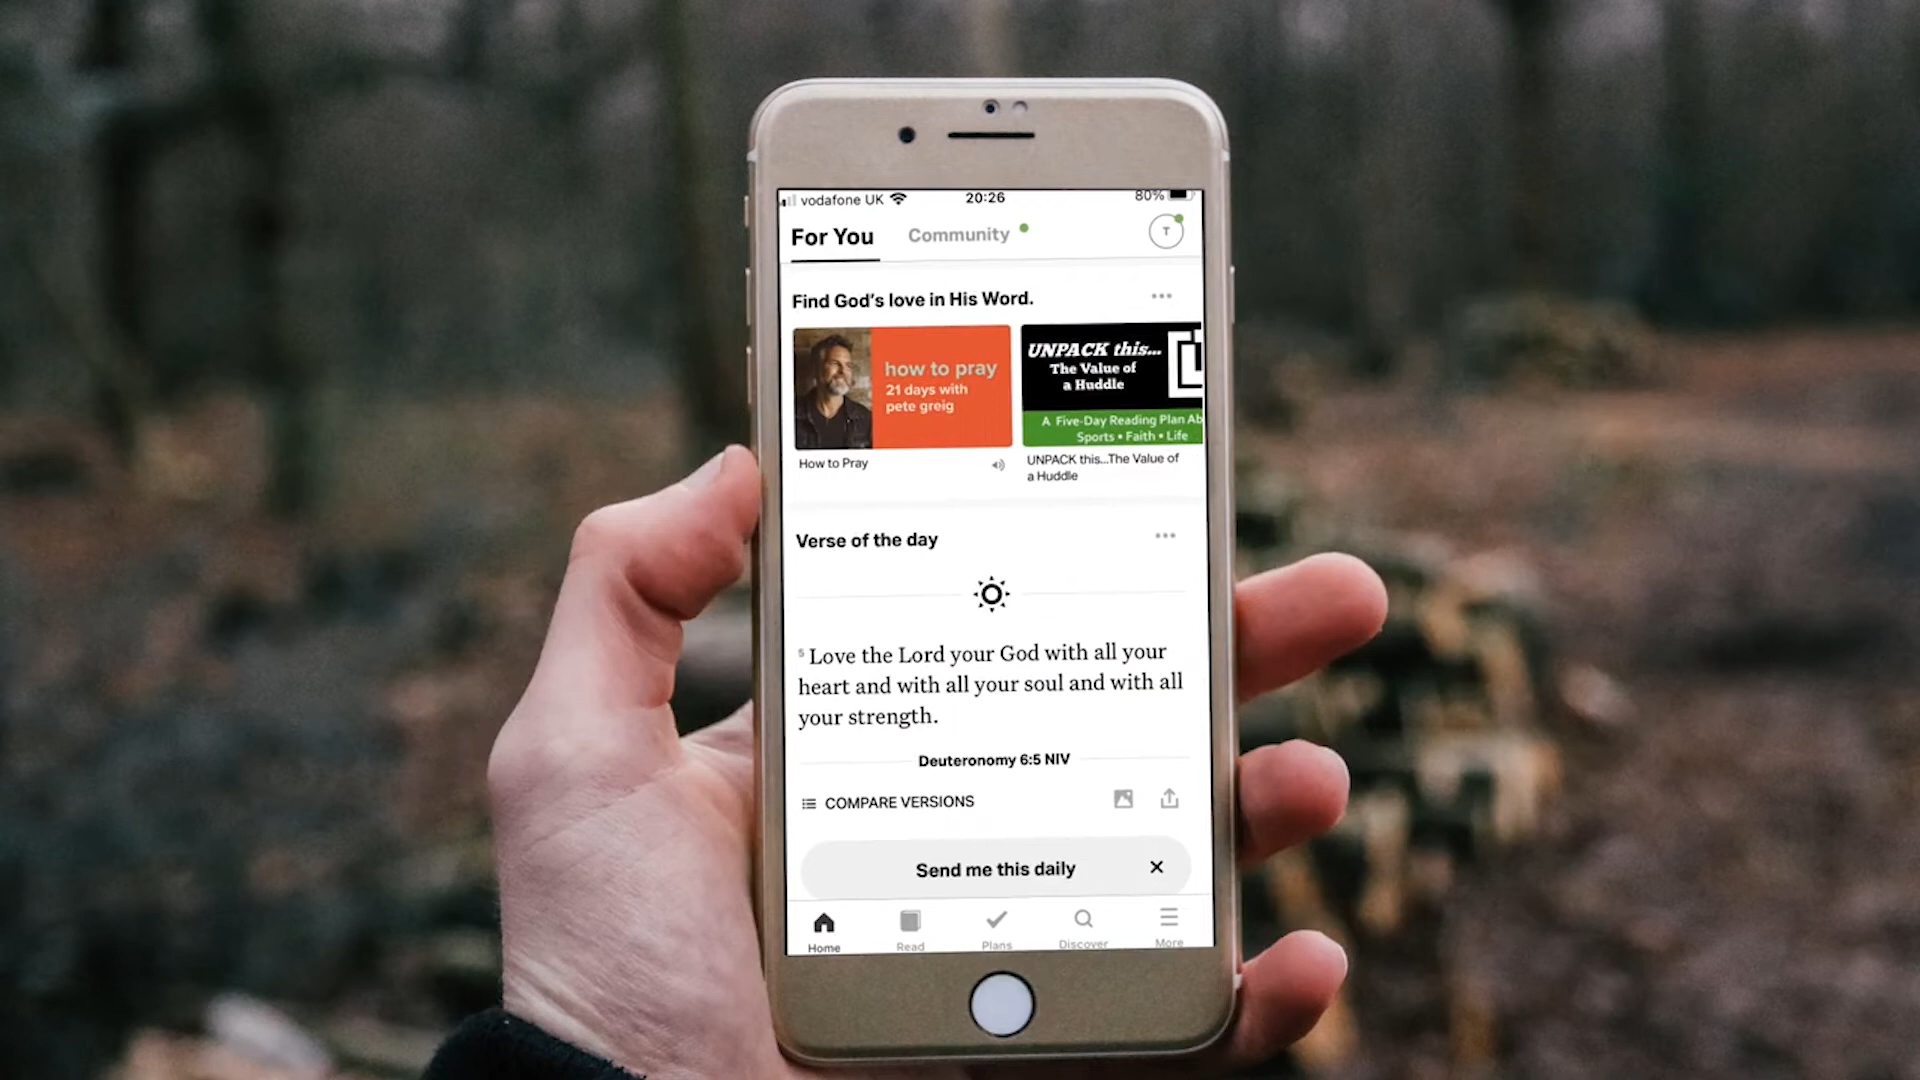 vodafone UK 20:26 80%
For You Community T
Find God's love in His Word.
how to pray
21 days with
pete greig
UNPACK this...
The Value of
a Huddle
A Five-Day Reading Plan Ab
Sports • Faith • Life
How to Pray
UNPACK this...The Value of
a Huddle
Verse of the day
5 Love the Lord your God with all your
heart and with all your soul and with all
your strength.
Deuteronomy 6:5 NIV
COMPARE VERSIONS
Send me this daily
Home Read Plans Discover More